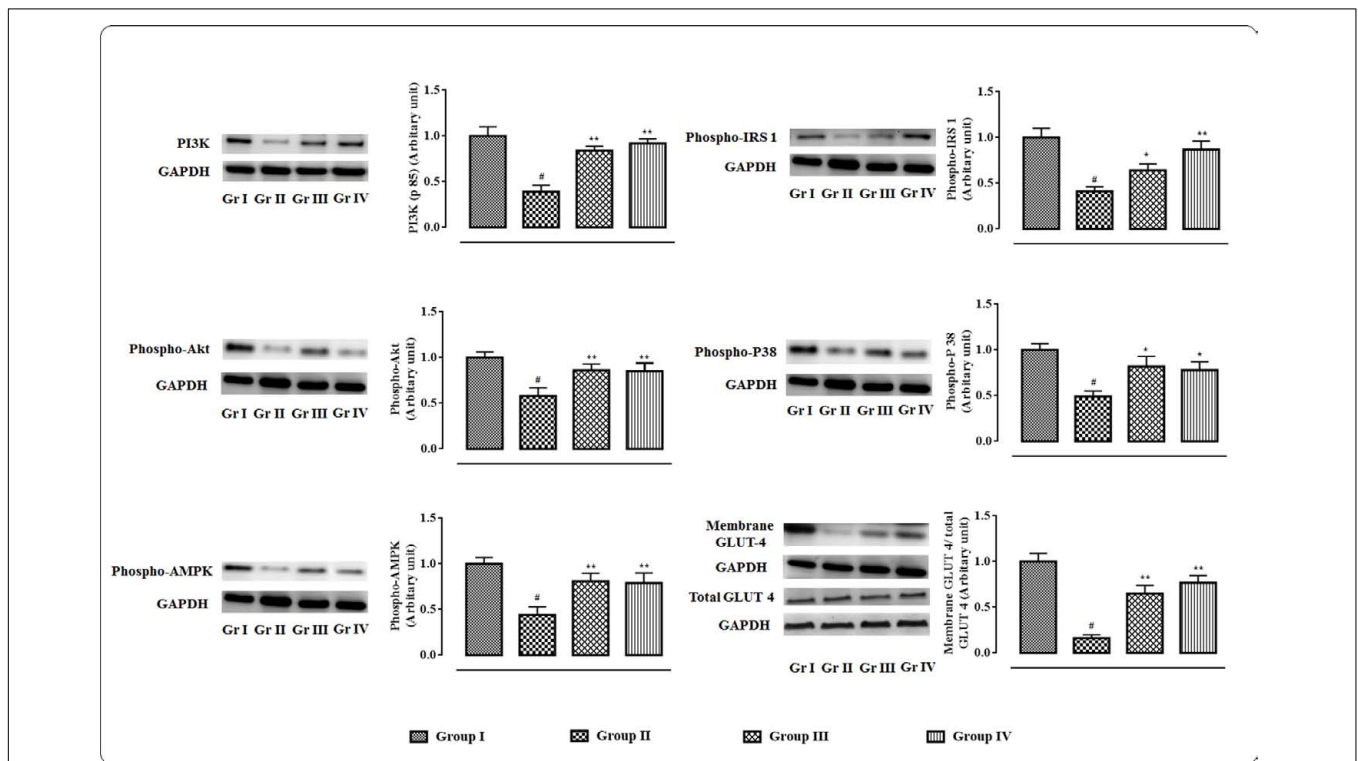 PI3K
GAPDH
Gr I Gr II Gr III Gr IV
PI3K (p 85) (Arbitary unit)
1.5
1.0
0.5
0.0
#
**
**
Phospho-IRS 1
GAPDH
Gr I Gr II Gr III Gr IV
Phospho-IRS 1
(Arbitary unit)
1.5
1.0
0.5
0.0
#
*
**
Phospho-Akt
GAPDH
Gr I Gr II Gr III Gr IV
Phospho-Akt
(Arbitary unit)
1.5
1.0
0.5
0.0
#
**
**
Phospho-P38
GAPDH
Gr I Gr II Gr III Gr IV
Phospho-P 38
(Arbitary unit)
1.5
1.0
0.5
0.0
#
*
*
Phospho-AMPK
GAPDH
Gr I Gr II Gr III Gr IV
Phospho-AMPK
(Arbitary unit)
1.5
1.0
0.5
0.0
#
**
**
Membrane
GLUT-4
GAPDH
Total GLUT 4
GAPDH
Gr I Gr II Gr III Gr IV
Membrane GLUT 4/ total
GLUT 4 (Arbitary unit)
1.5
1.0
0.5
0.0
#
**
**
Group I Group II Group III Group IV